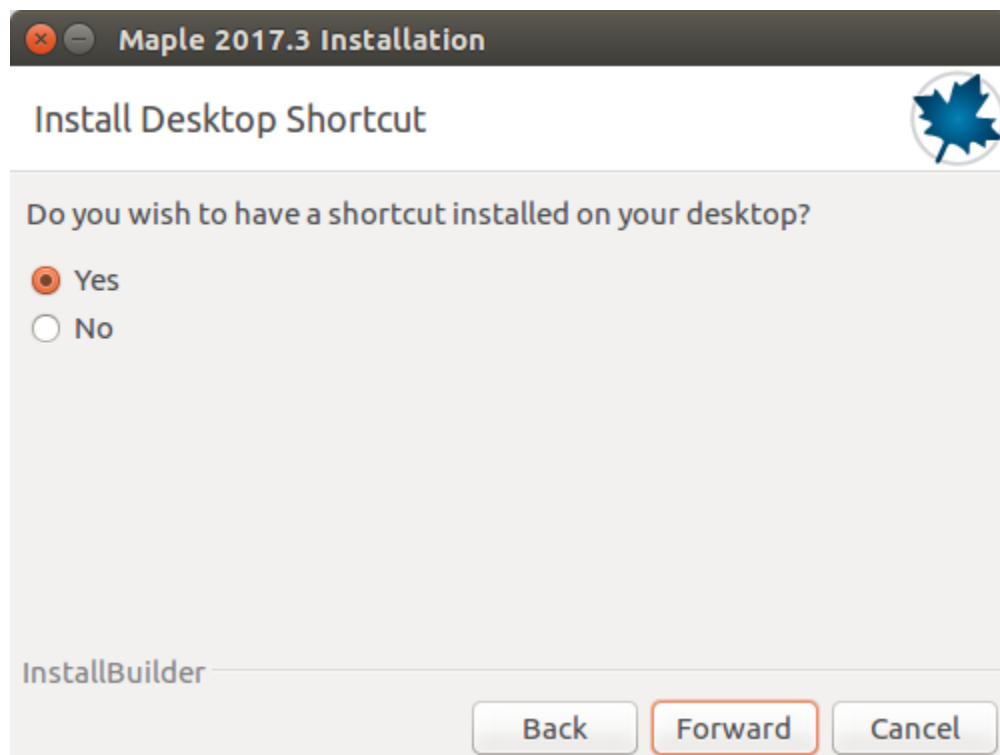 Maple 2017.3 Installation
Install Desktop Shortcut
Do you wish to have a shortcut installed on your desktop?
Yes
No
InstallBuilder
Back Forward Cancel